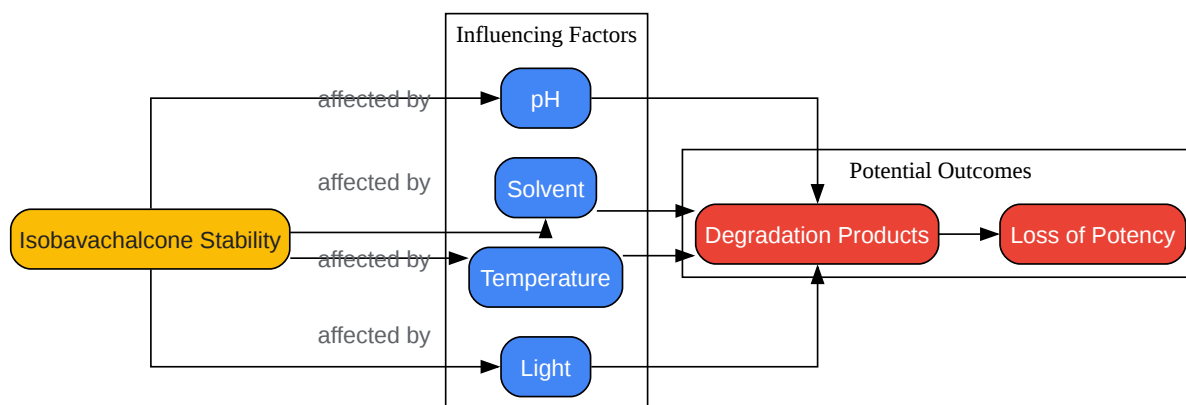 Influencing Factors
affected by
pH
affected by
Solvent
Potential Outcomes
Isobavachalcone Stability
Degradation Products
Loss of Potency
affected by
Temperature
affected by
Light